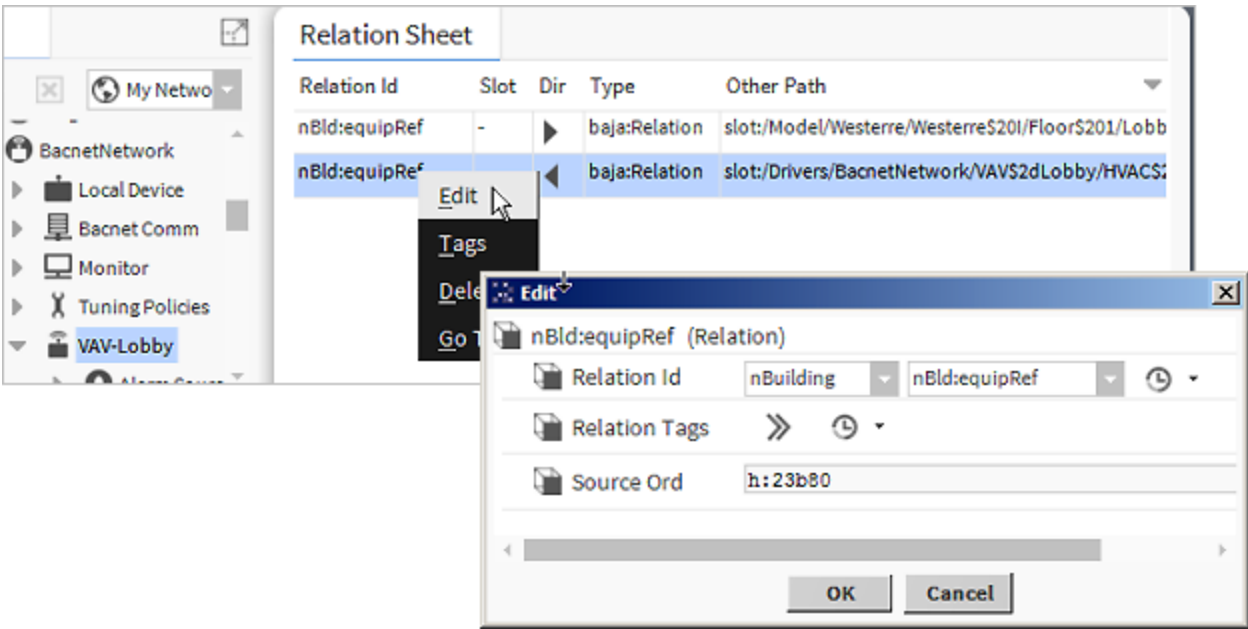 Relation Sheet
My Netwo
Relation Id Slot Dir Type Other Path
nBld:equipRef - baja:Relation slot:/Model/Westerre/Westerre$20I/Floor$201/Lobb
BacnetNetwork
nBld:equipRef baja:Relation slot:/Drivers/BacnetNetwork/VAV$2dLobby/HVAC$2
Local Device
Edit
Bacnet Comm
Tags
Monitor
Dele
Edit
Tuning Policies
Go T
nBld:equipRef (Relation)
VAV-Lobby
Relation Id nBuilding nBld:equipRef
Relation Tags
Source Ord h:23b80
OK Cancel